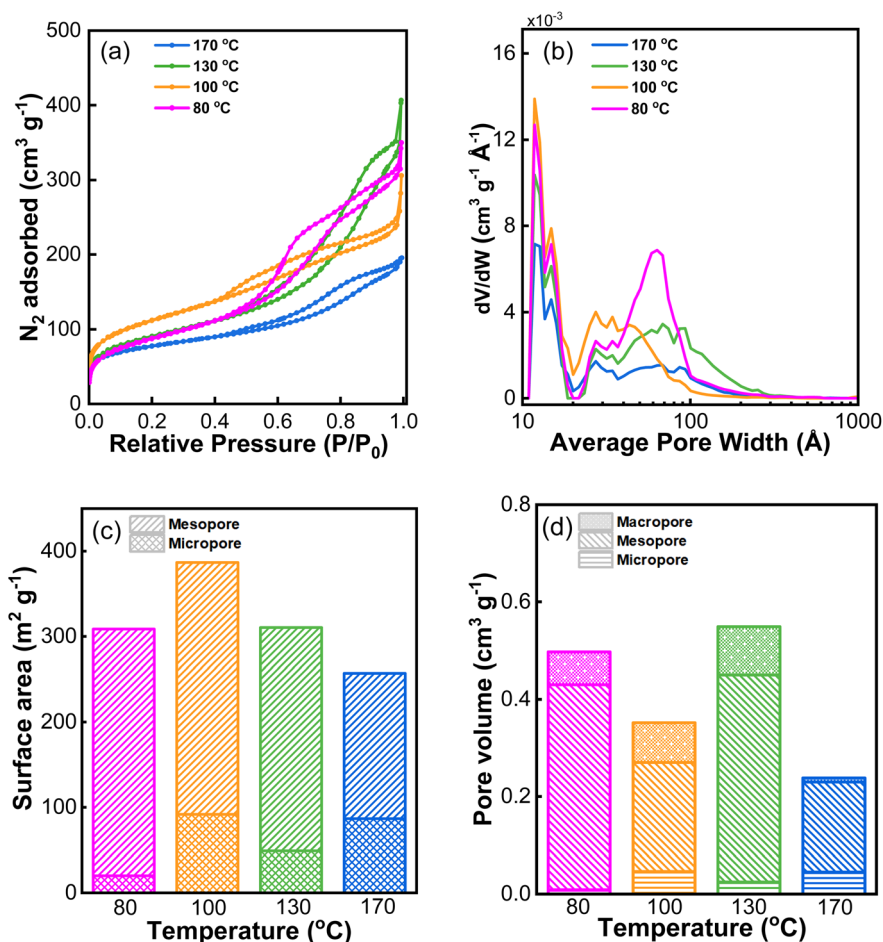 (a)
170 °C
130 °C
100 °C
80 °C
500
400
300
200
100
0
0.0 0.2 0.4 0.6 0.8 1.0
N₂ adsorbed (cm³ g⁻¹)
Relative Pressure (P/P₀)
x10⁻³
(b)
170 °C
130 °C
100 °C
80 °C
16
12
8
4
0
10 100 1000
dV/dW (cm³ g⁻¹ Å⁻¹)
Average Pore Width (Å)
(c)
Mesopore
Micropore
400
300
200
100
0
80 100 130 170
Surface area (m² g⁻¹)
Temperature (°C)
(d)
Macropore
Mesopore
Micropore
0.8
0.6
0.4
0.2
0.0
80 100 130 170
Pore volume (cm³ g⁻¹)
Temperature (°C)